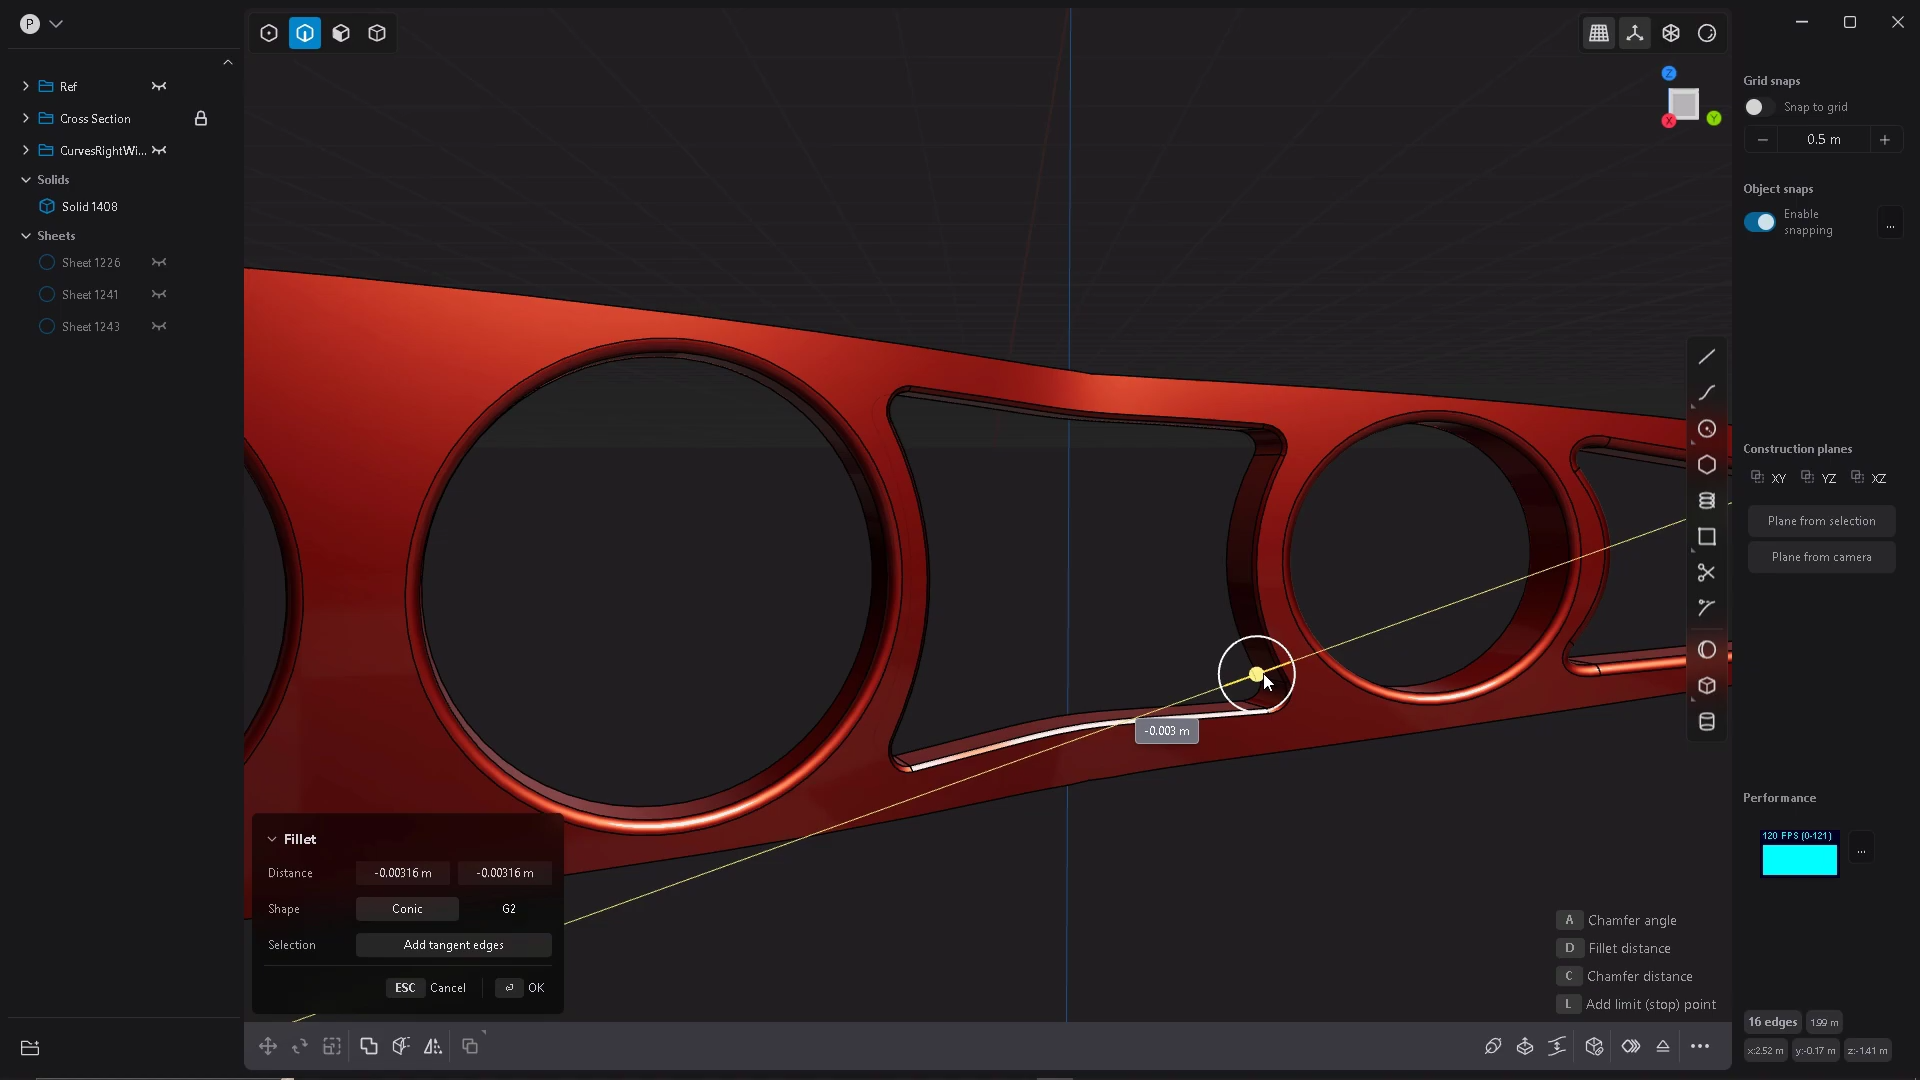 P
Ref
Cross Section
CurvesRightWi...
Solids
Solid 1408
Sheets
Sheet 1226
Sheet 1241
Sheet 1243
Z
X
Y
Grid snaps
Snap to grid
0.5 m
Object snaps
Enable
snapping
...
Construction planes
XY YZ XZ
Plane from selection
Plane from camera
Performance
120 FPS (0-121)
...
-0.003 m
Fillet
Distance -0.00316 m -0.00316 m
Shape Conic G2
Selection Add tangent edges
ESC Cancel OK
A Chamfer angle
D Fillet distance
C Chamfer distance
L Add limit (stop) point
16 edges 1.99 m
x:2.52 m y:-0.17 m z:-1.41 m